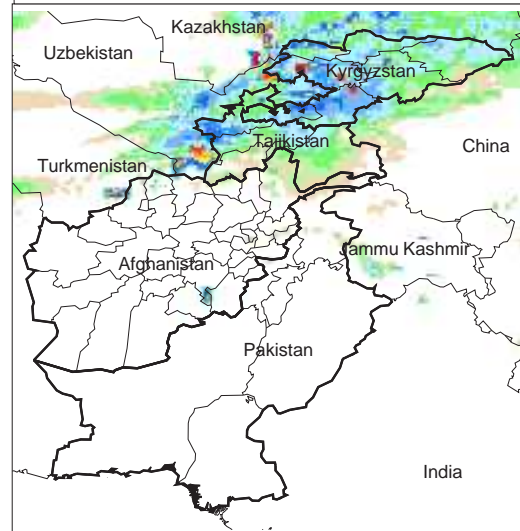 Kazakhstan
Uzbekistan
Kyrgyzstan
Tajikistan
China
Turkmenistan
Jammu Kashmir
Afghanistan
Pakistan
India